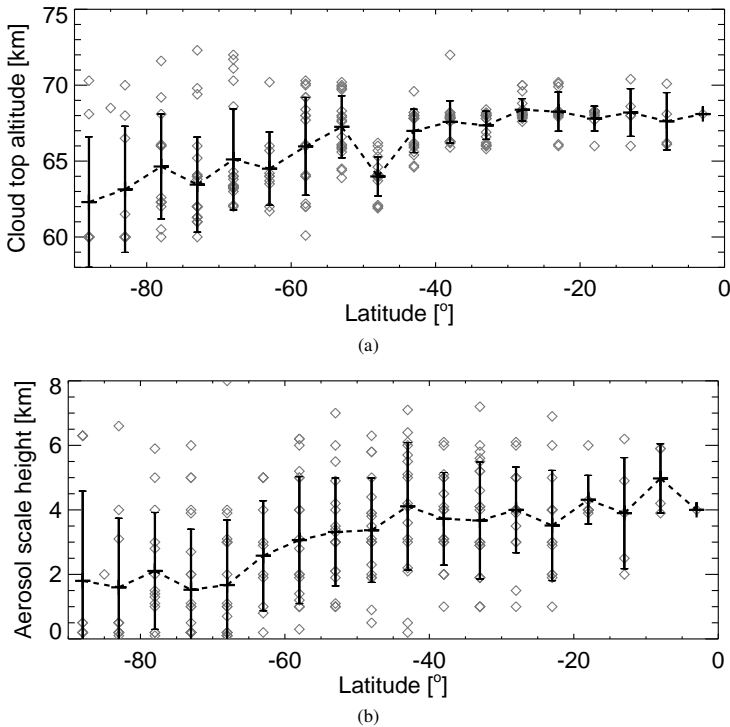 75
70
65
60
Cloud top altitude [km]
-80 -60 -40 -20 0
Latitude [°]
(a)
8
6
4
2
0
Aerosol scale height [km]
-80 -60 -40 -20 0
Latitude [°]
(b)